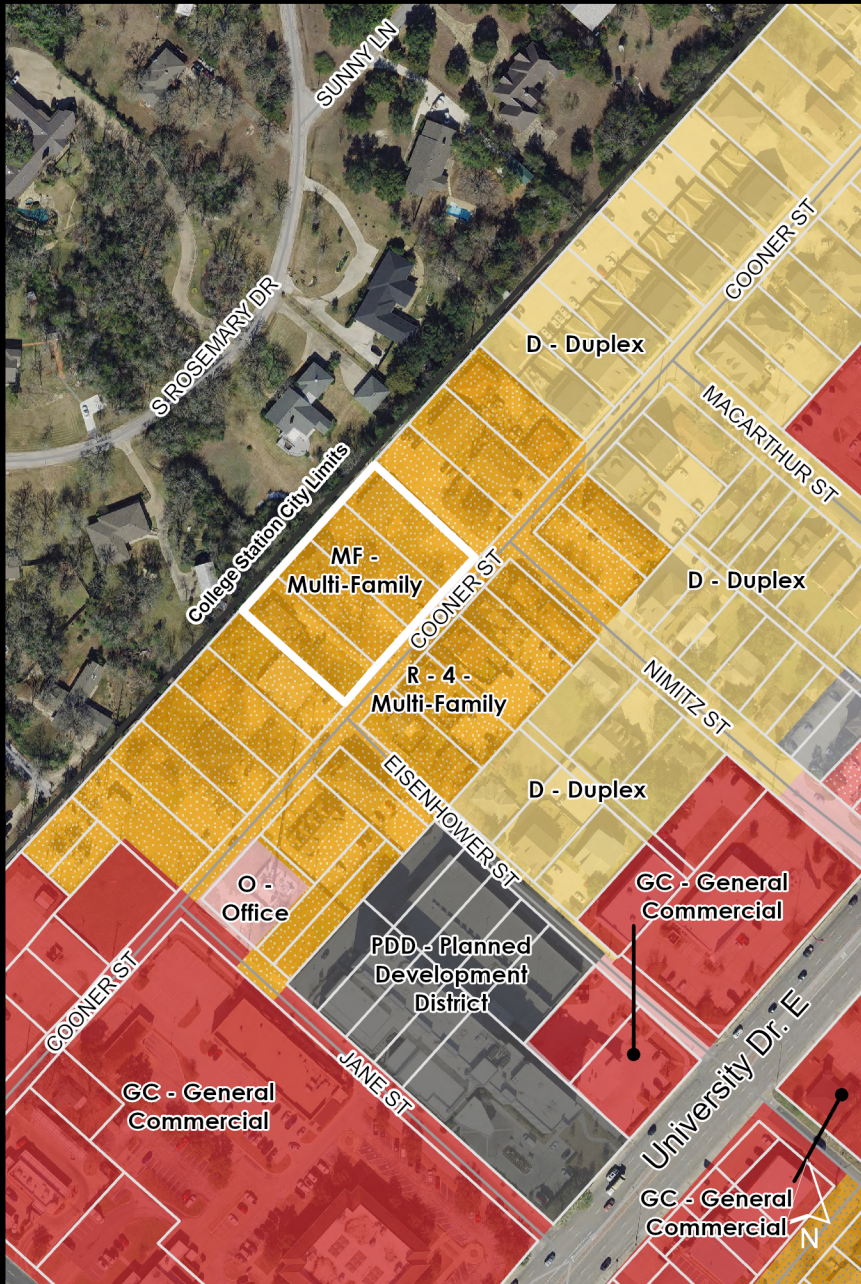 SUNNY LN
COONER ST
S ROSEMARY DR
D - Duplex
MACARTHUR ST
College Station City Limits
MF -
Multi-Family
COONER ST
D - Duplex
R - 4 -
Multi-Family
NIMITZ ST
EISENHOWER ST
D - Duplex
O -
Office
GC - General
Commercial
PDD - Planned
Development
District
COONER ST
University Dr. E
JANE ST
GC - General
Commercial
GC - General
Commercial
N